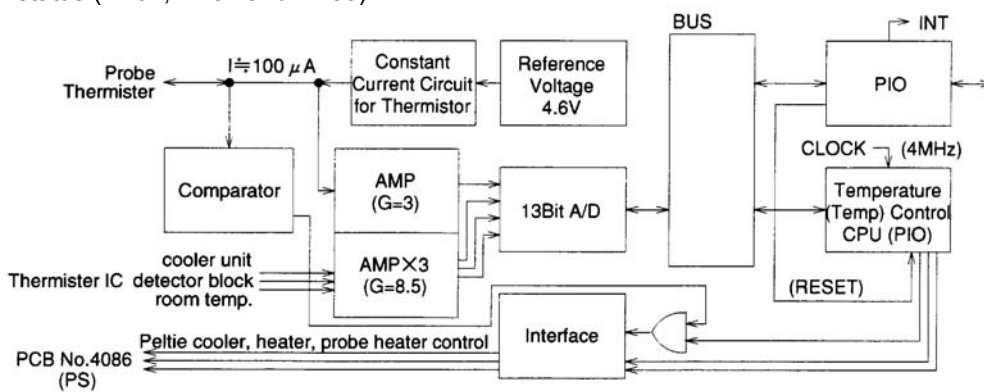 BUS
INT
I≒100 μA
Probe
Thermister
Constant
Current Circuit
for Thermistor
Reference
Voltage
4.6V
PIO
CLOCK (4MHz)
Comparator
AMP
(G=3)
13Bit A/D
Temperature
(Temp) Control
CPU (PIO)
AMP×3
(G=8.5)
cooler unit
Thermister IC detector block
room temp.
(RESET)
Interface
Peltie cooler, heater, probe heater control
PCB No.4086
(PS)